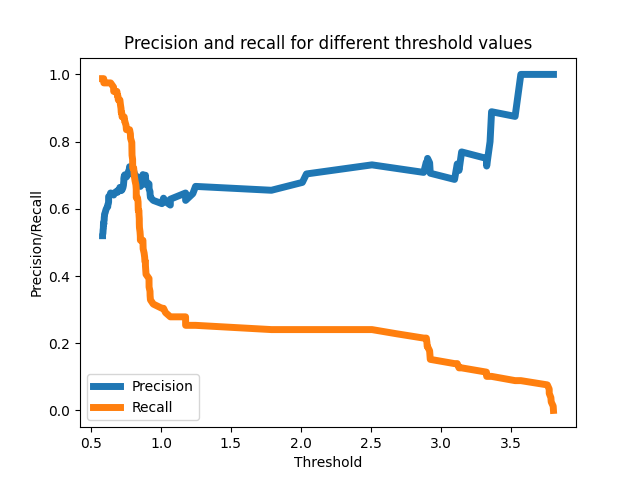 Precision and recall for different threshold values
1.0
0.8
0.6
0.4
0.2
0.0
Precision/Recall
Precision
Recall
0.5 1.0 1.5 2.0 2.5 3.0 3.5
Threshold